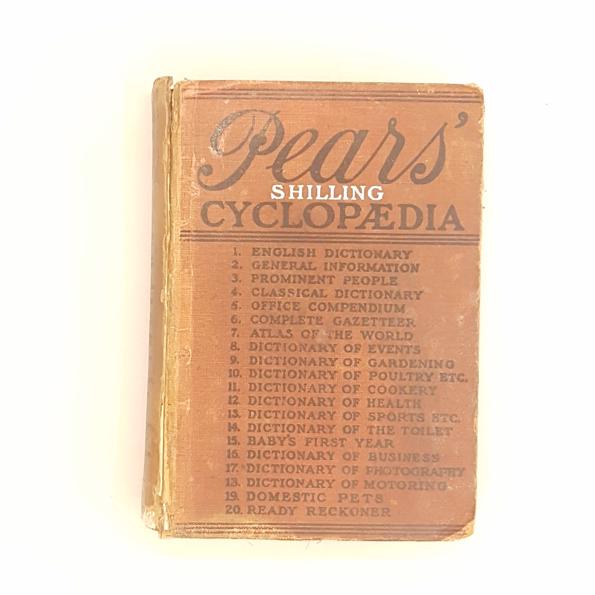 Pears'
SHILLING
CYCLOPÆDIA
1. ENGLISH DICTIONARY
2. GENERAL INFORMATION
3. PROMINENT PEOPLE
4. CLASSICAL DICTIONARY
5. OFFICE COMPENDIUM
6. COMPLETE GAZETTEER
7. ATLAS OF THE WORLD
8. DICTIONARY OF EVENTS
9. DICTIONARY OF GARDENING
10. DICTIONARY OF POULTRY ETC.
11. DICTIONARY OF COOKERY
12. DICTIONARY OF HEALTH
13. DICTIONARY OF SPORTS ETC.
14. DICTIONARY OF THE TOILET
15. BABY'S FIRST YEAR
16. DICTIONARY OF BUSINESS
17. DICTIONARY OF PHOTOGRAPHY
18. DICTIONARY OF MOTORING
19. DOMESTIC PETS
20. READY RECKONER